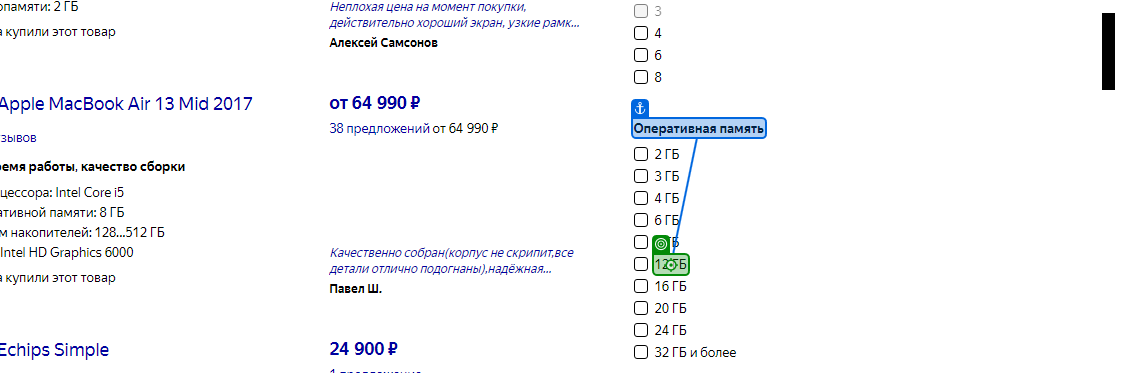 опамяти: 2 ГБ
а купили этот товар
Неплохая цена на момент покупки,
действительно хороший экран, узкие рамк...
Алексей Самсонов
Apple MacBook Air 13 Mid 2017
от 64 990 ₽
38 предложений от 64 990 ₽
зывов
ремя работы, качество сборки
цессора: Intel Core i5
ативной памяти: 8 ГБ
м накопителей: 128...512 ГБ
Intel HD Graphics 6000
а купили этот товар
Качественно собран(корпус не скрипит,все
детали отлично подогнаны),надёжная...
Павел Ш.
Echips Simple
24 900 ₽
3
4
6
8
Оперативная память
2 ГБ
3 ГБ
4 ГБ
6 ГБ
ГБ
12 ГБ
16 ГБ
20 ГБ
24 ГБ
32 ГБ и более